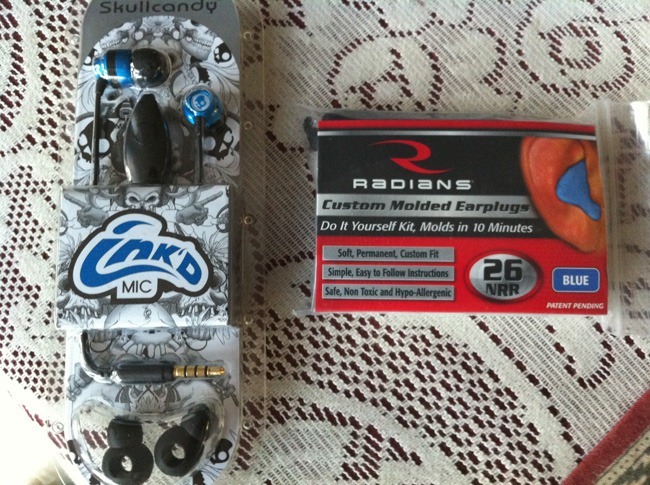 Skullcandy
Ink'd
MIC
RADIANS
Custom Molded Earplugs
Do It Yourself Kit, Molds in 10 Minutes
Soft, Permanent, Custom Fit
Simple, Easy to Follow Instructions
Safe, Non Toxic and Hypo-Allergenic
26
NRR
BLUE
PATENT PENDING